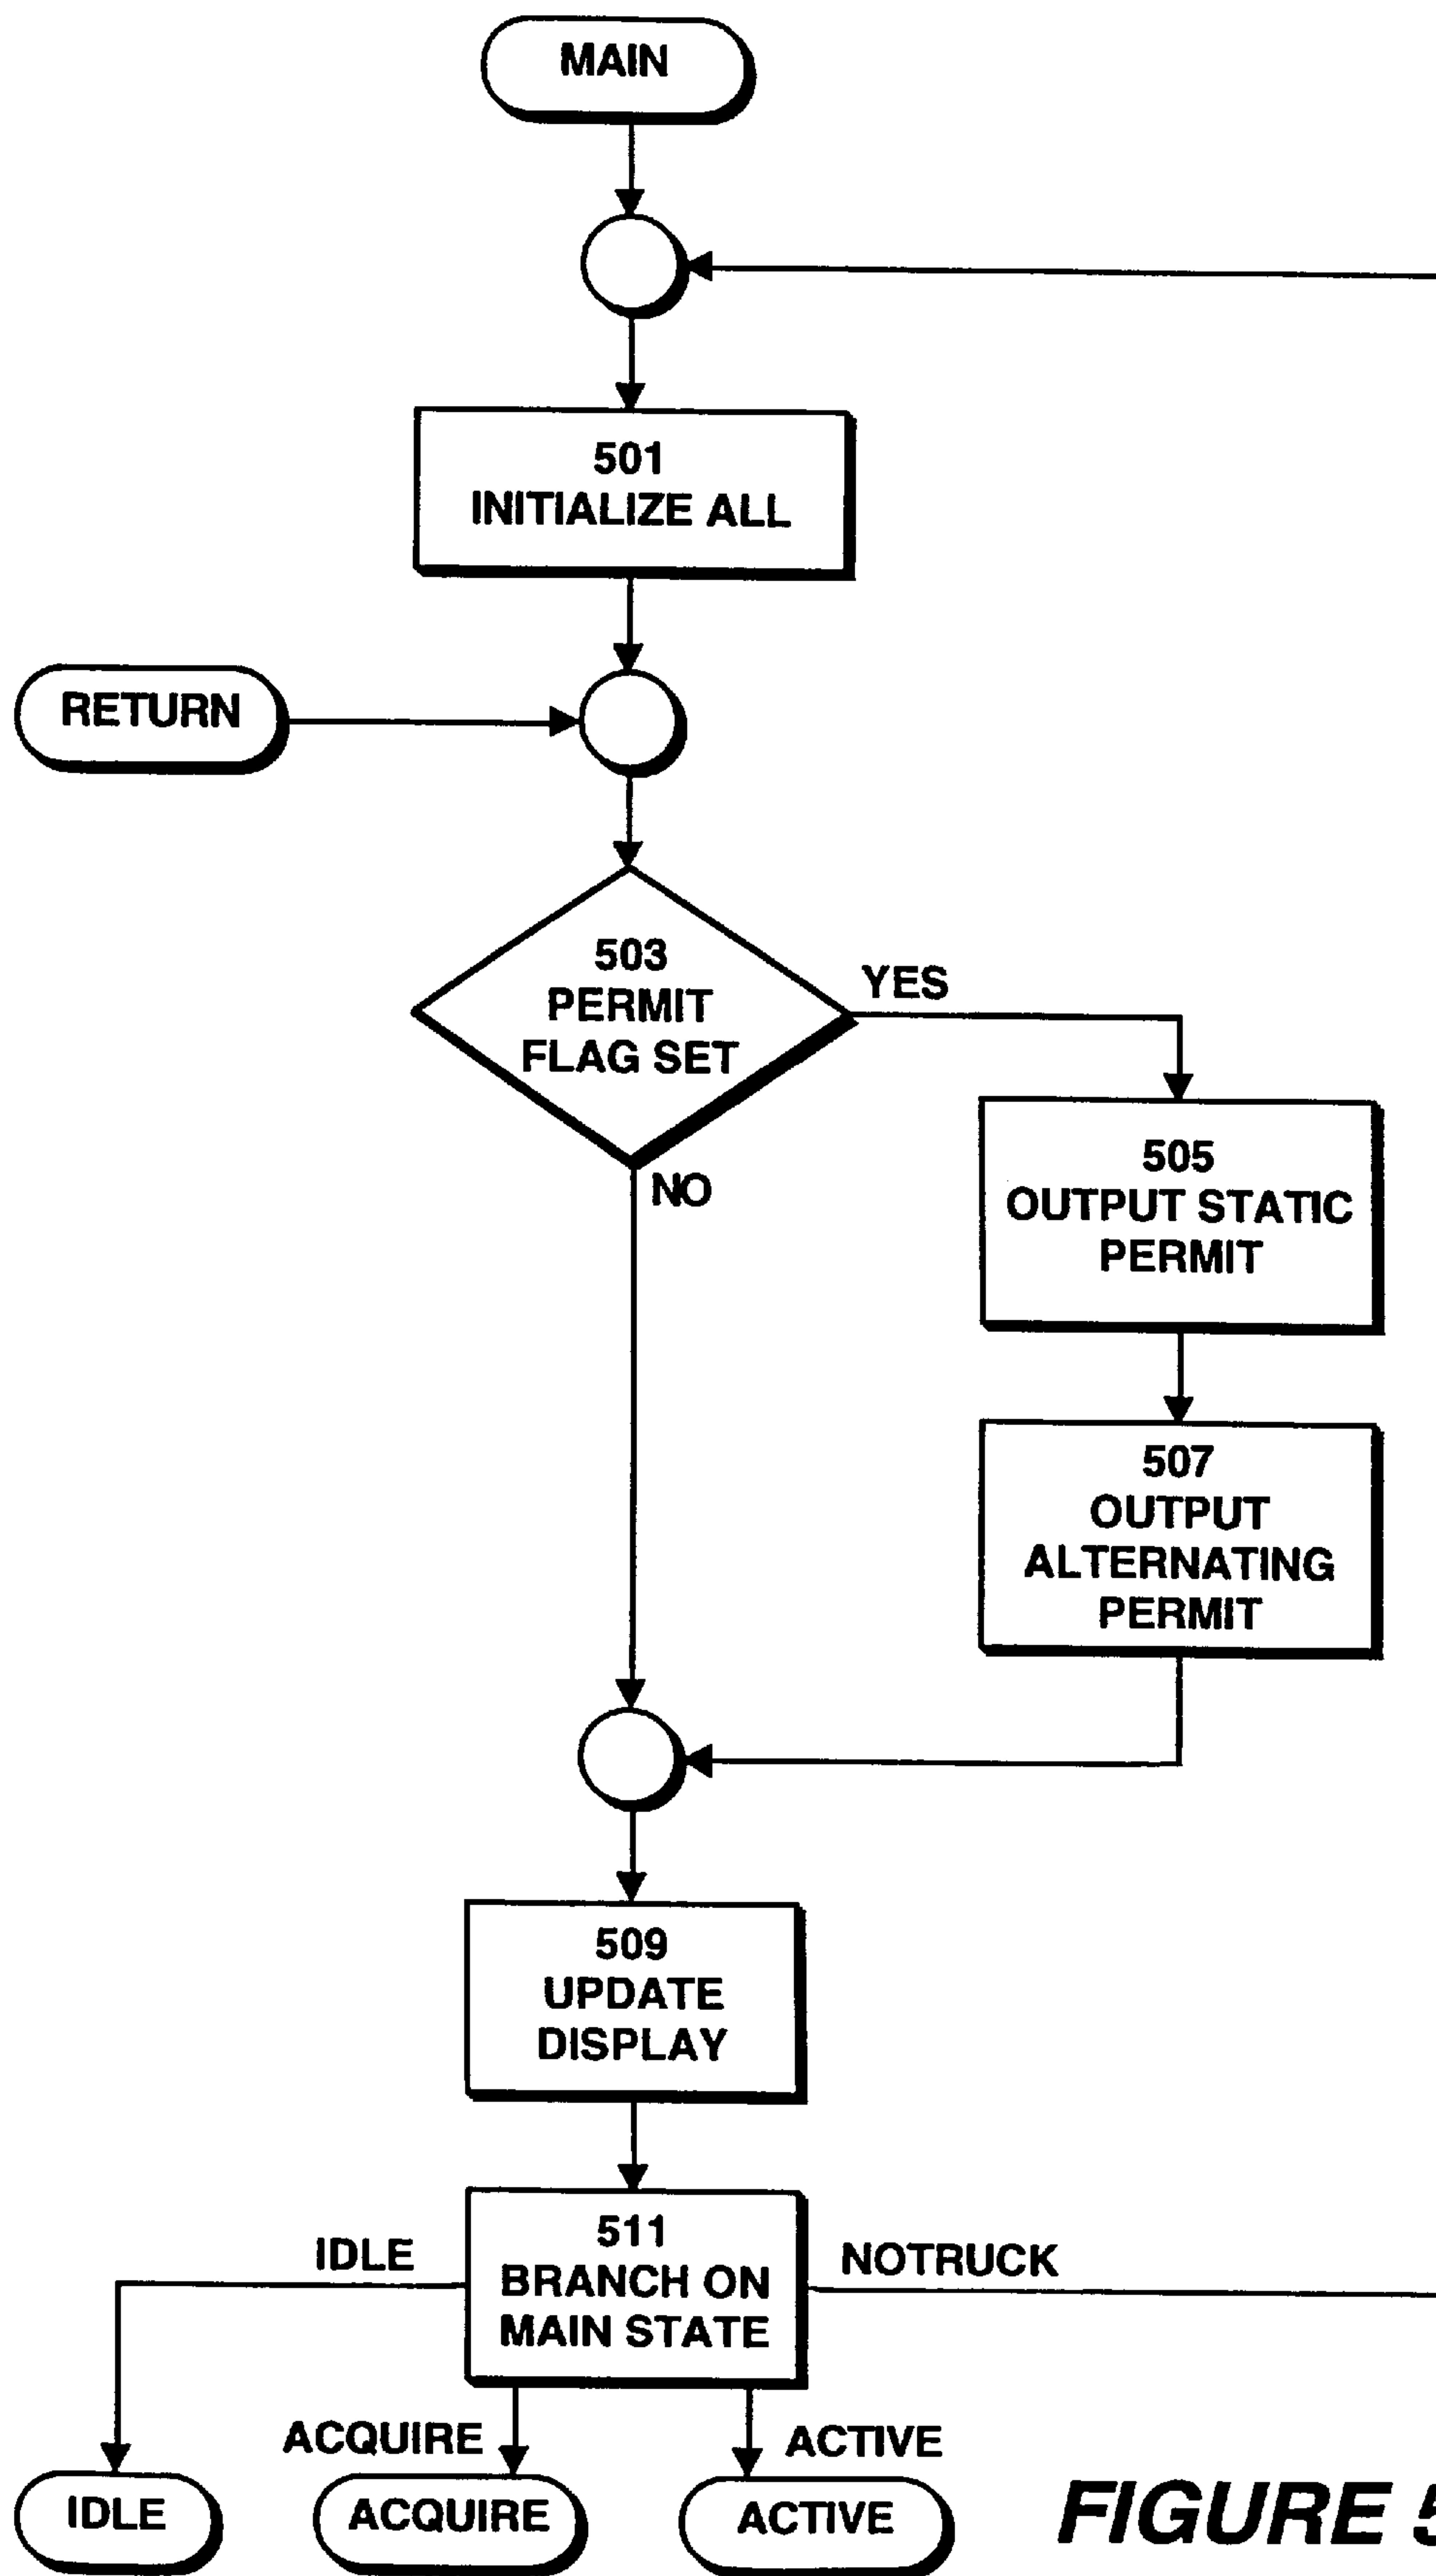 MAIN
501
INITIALIZE ALL
RETURN
503
PERMIT
FLAG SET
YES
NO
505
OUTPUT STATIC
PERMIT
507
OUTPUT
ALTERNATING
PERMIT
509
UPDATE
DISPLAY
511
BRANCH ON
MAIN STATE
IDLE
NOTRUCK
ACQUIRE
ACTIVE
IDLE
ACQUIRE
ACTIVE
FIGURE 5